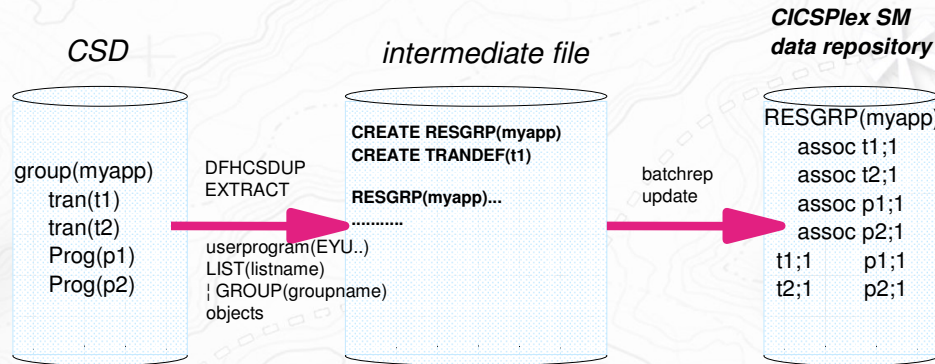 CSD
intermediate file
CICSPlex SM
data repository
group(myapp)
tran(t1)
tran(t2)
Prog(p1)
Prog(p2)
DFHCSDUP
EXTRACT
userprogram(EYU..)
LIST(listname)
¦ GROUP(groupname)
objects
CREATE RESGRP(myapp)
CREATE TRANDEF(t1)
RESGRP(myapp)...
...........
batchrep
update
RESGRP(myapp)
assoc t1;1
assoc t2;1
assoc p1;1
assoc p2;1
t1;1 p1;1
t2;1 p2;1